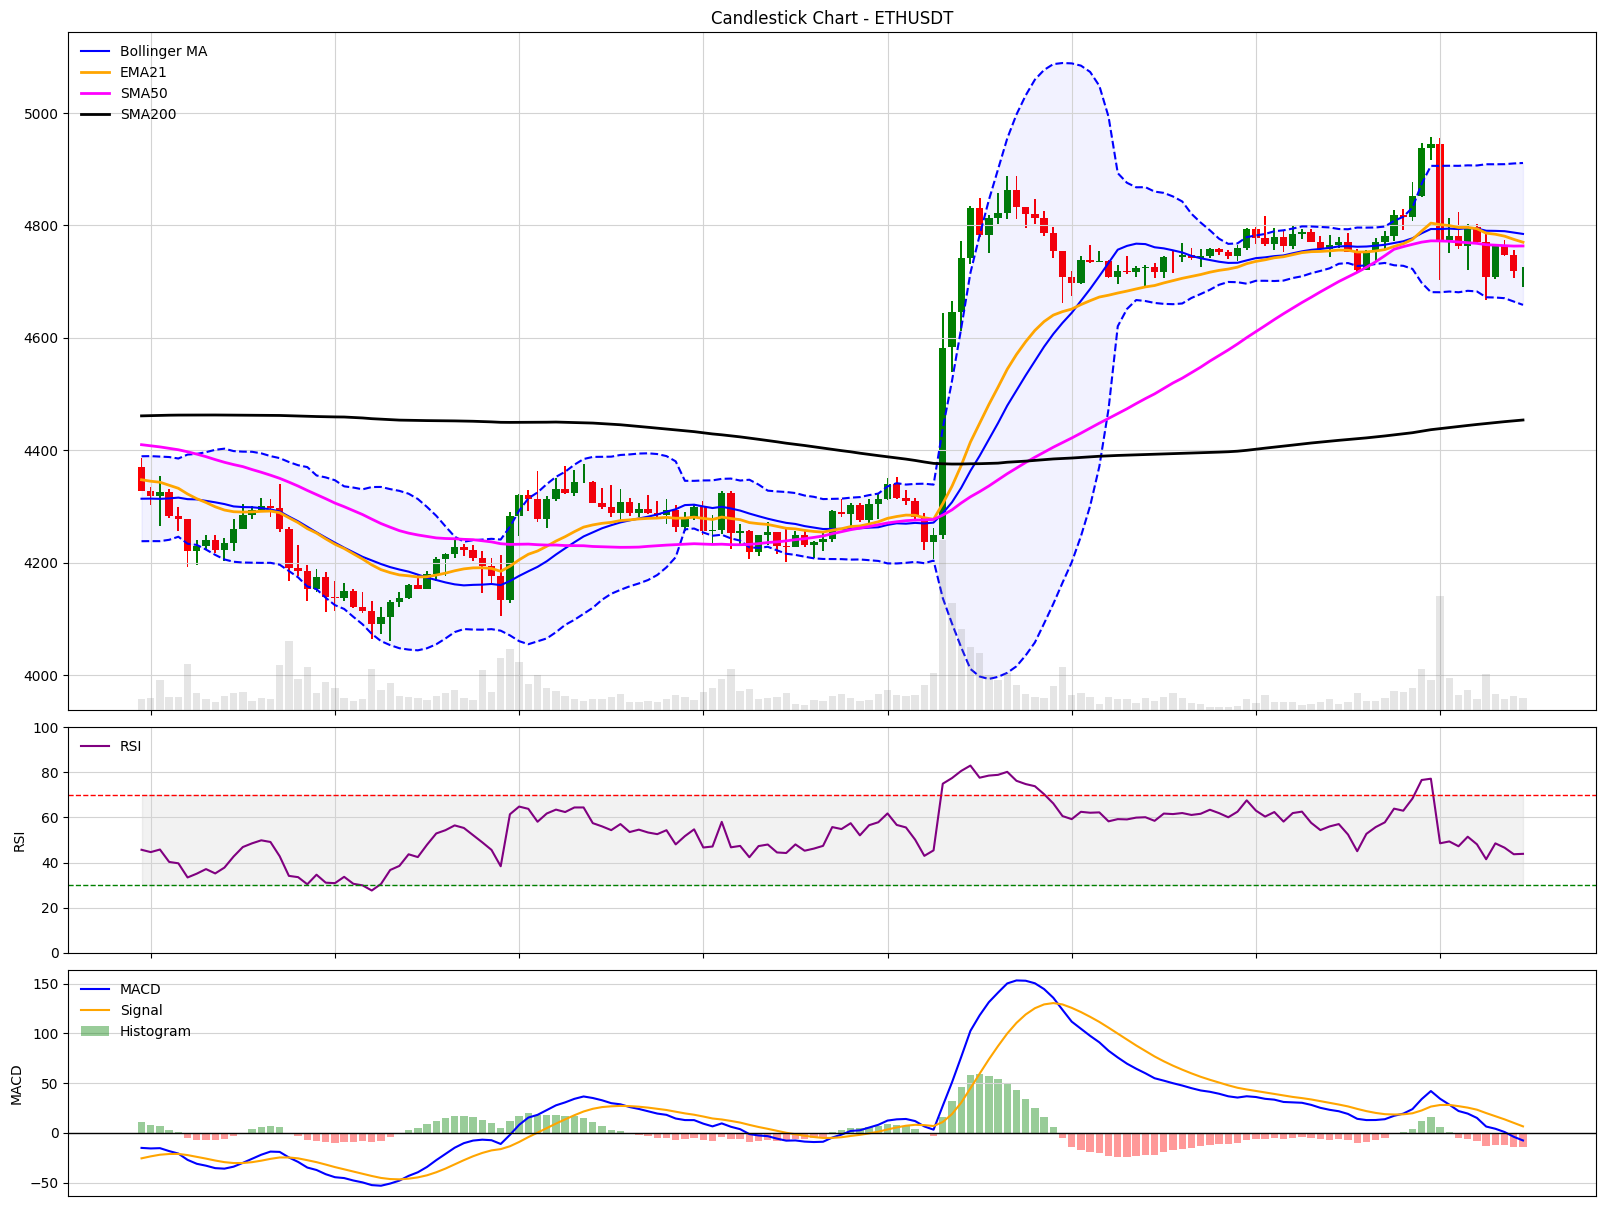 Candlestick Chart - ETHUSDT
Bollinger MA
EMA21
SMA50
SMA200
5000
4800
4600
4400
4200
4000
100
80
60
40
20
0
RSI
RSI
150
100
50
0
−50
MACD
MACD
Signal
Histogram